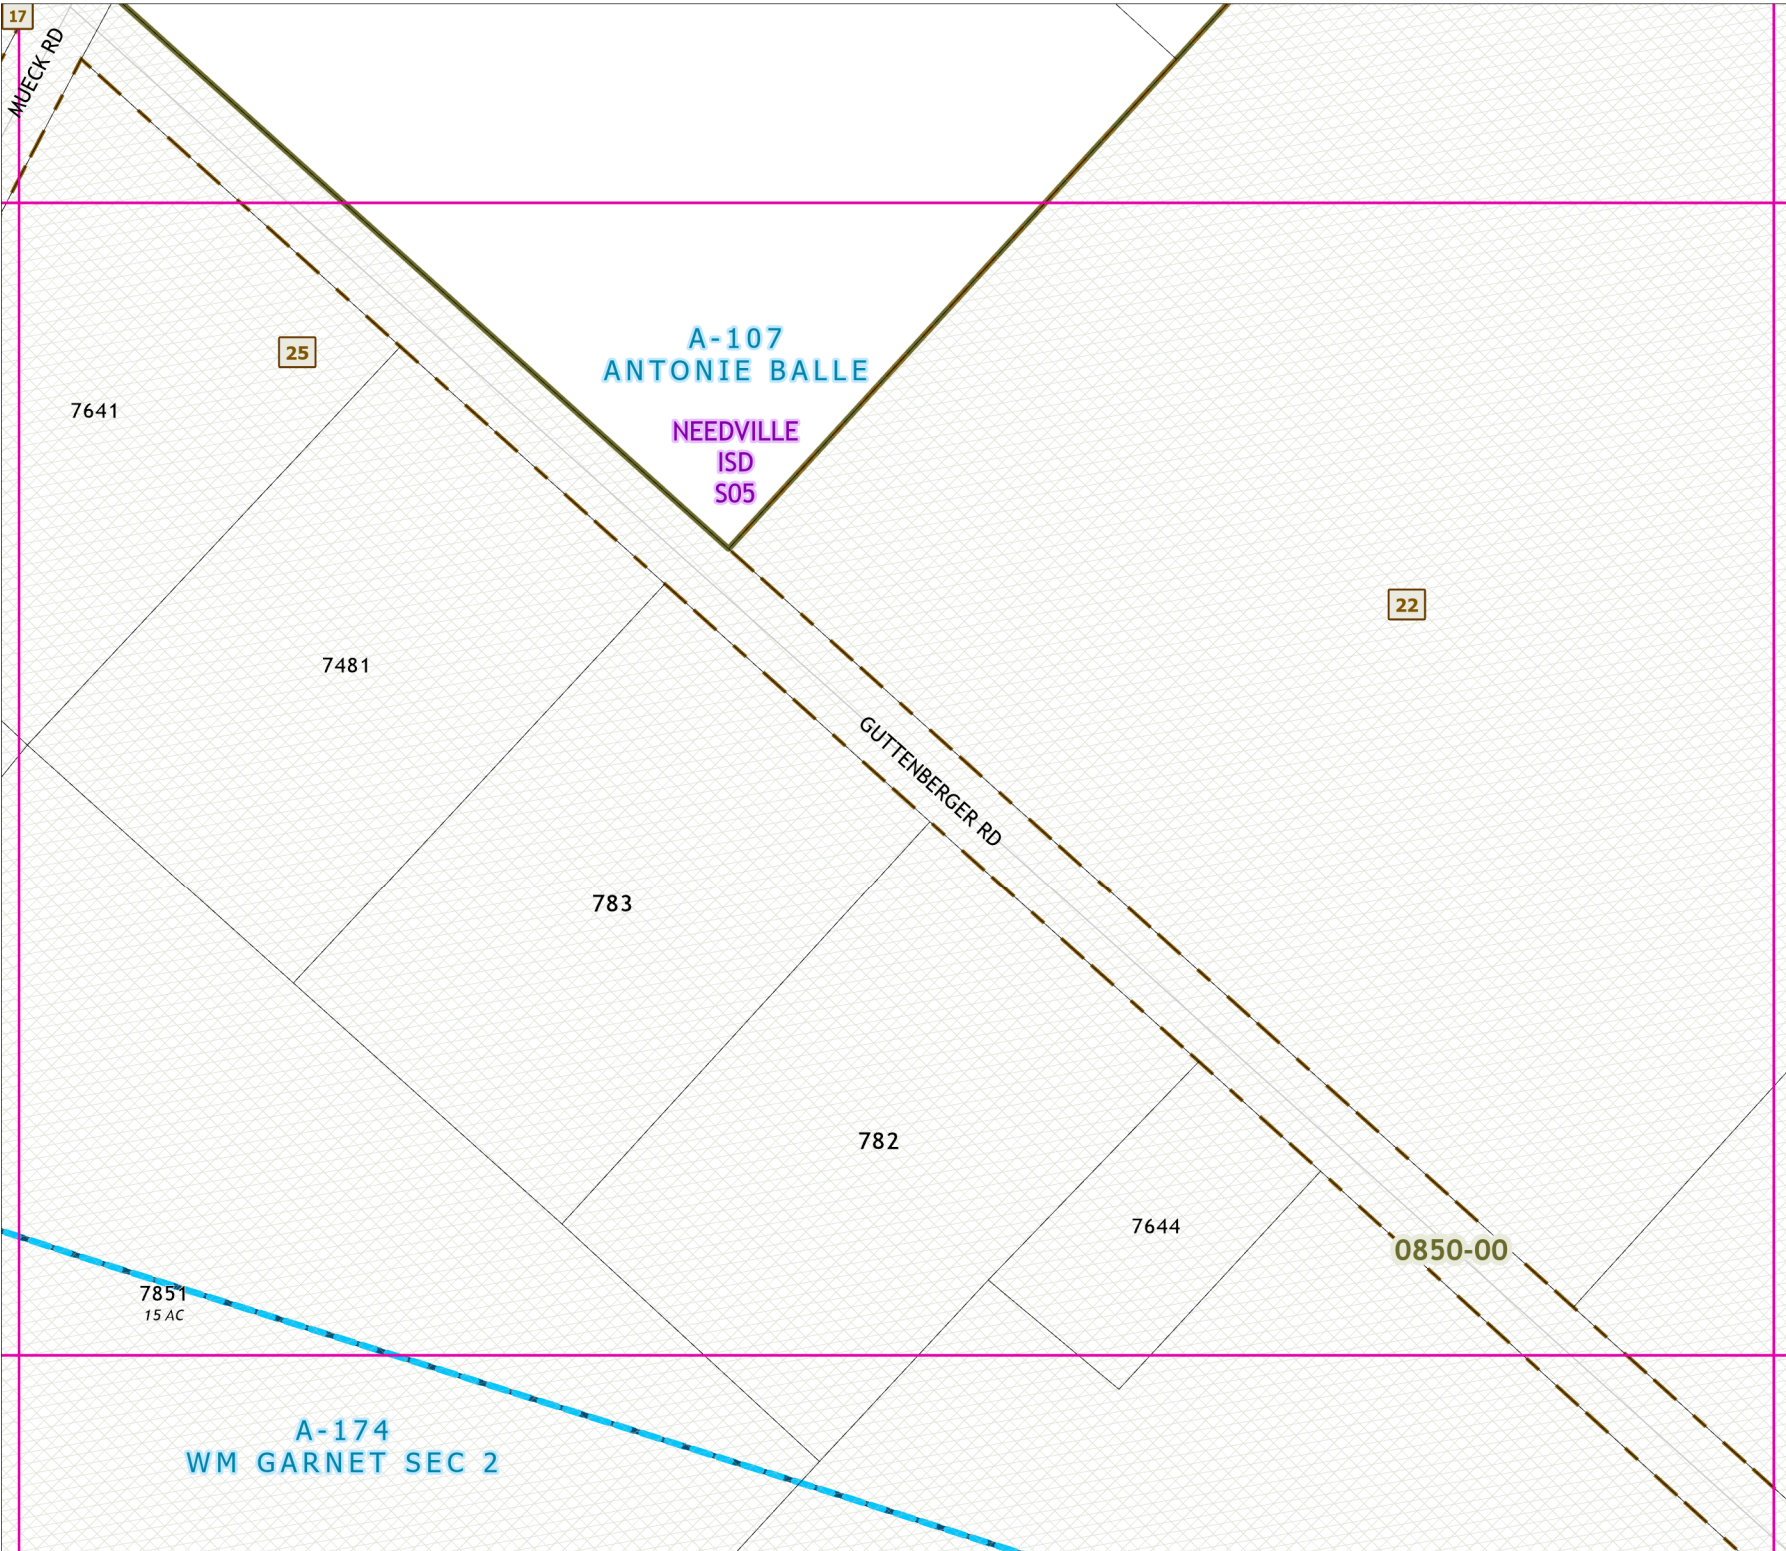 17
MUECK RD
A-107
ANTONIE BALLE
25
7641
NEEDVILLE
ISD
S05
22
7481
GUTTENBERGER RD
783
782
7644
0850-00
7851
15 AC
A-174
WM GARNET SEC 2